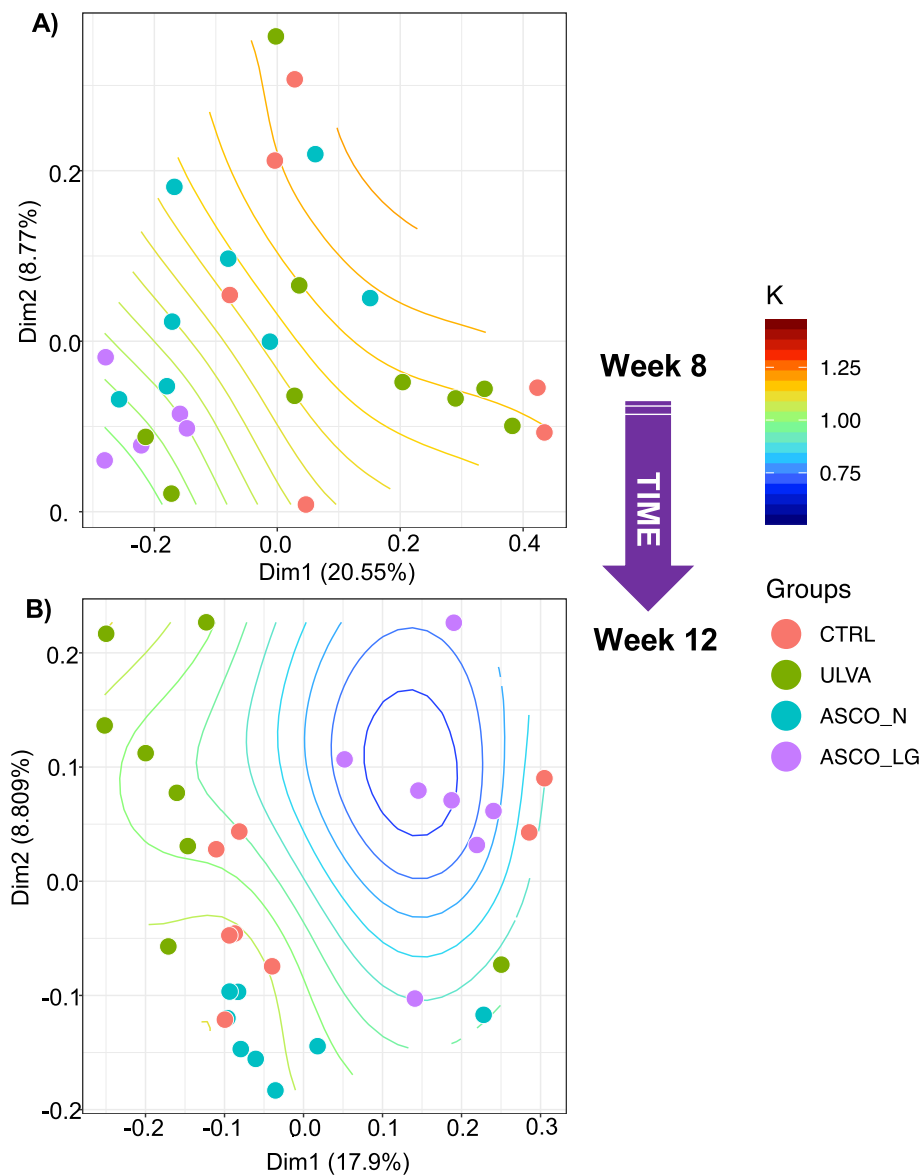 A)
0.2
0.0
0.
Dim2 (8.77%)
-0.2
0.0
0.2
0.4
Dim1 (20.55%)
Week 8
TIME
Week 12
K
1.25
1.00
0.75
Groups
CTRL
ULVA
ASCO_N
ASCO_LG
B)
0.2
0.1
0.0
-0.1
-0.2
Dim2 (8.809%)
-0.2
-0.1
0.0
0.1
0.2
0.3
Dim1 (17.9%)